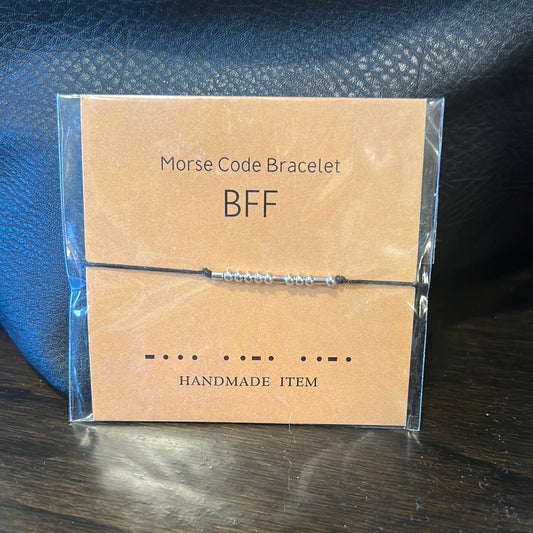 Morse Code Bracelet
BFF
-... ..-. ..-.
HANDMADE ITEM